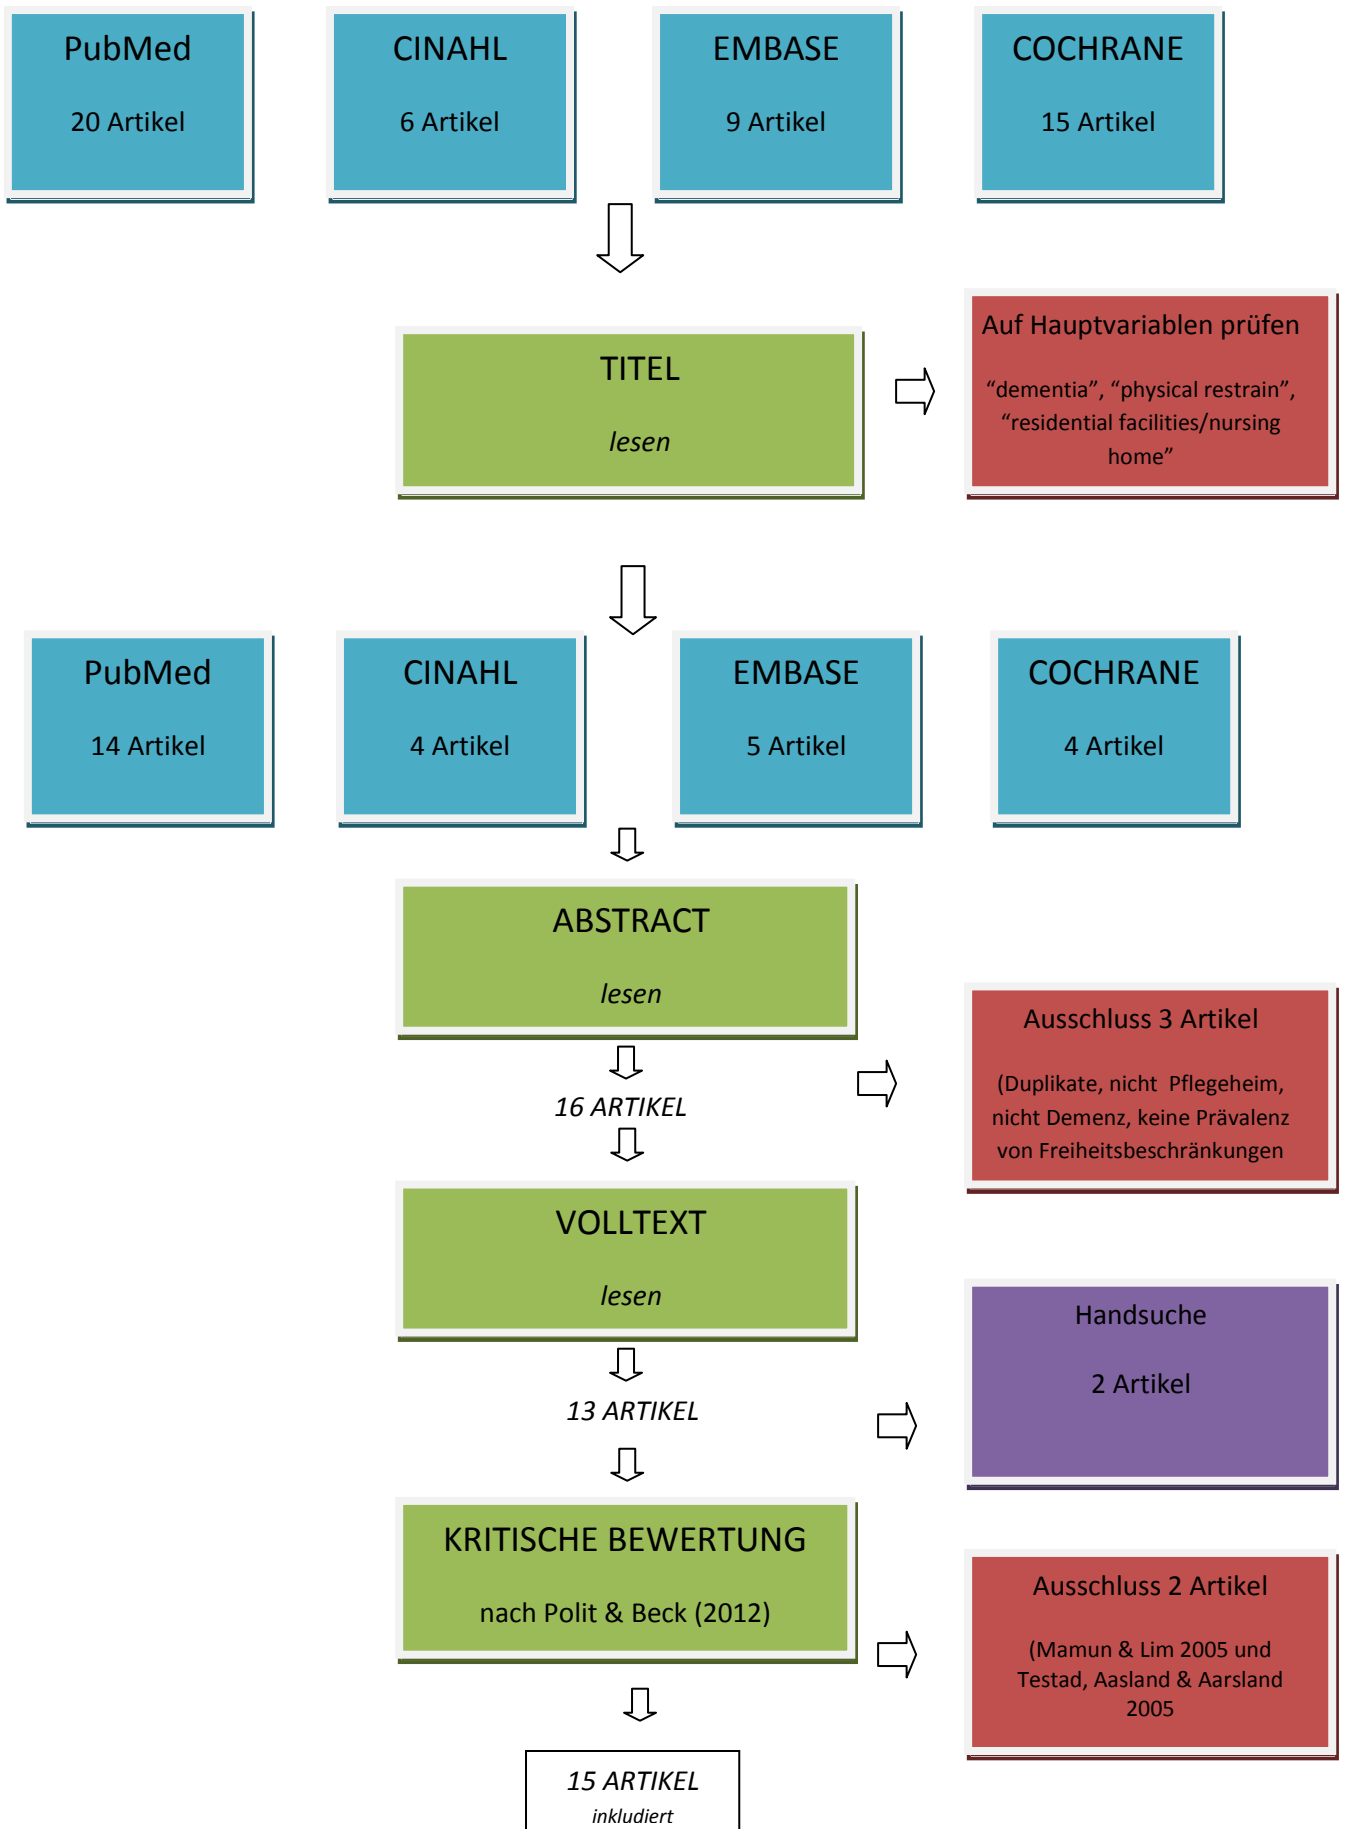 PubMed
20 Artikel
CINAHL
6 Artikel
EMBASE
9 Artikel
COCHRANE
15 Artikel
TITEL
lesen
Auf Hauptvariablen prüfen
“dementia”, “physical restrain”,
“residential facilities/nursing
home”
PubMed
14 Artikel
CINAHL
4 Artikel
EMBASE
5 Artikel
COCHRANE
4 Artikel
ABSTRACT
lesen
Ausschluss 3 Artikel
(Duplikate, nicht Pflegeheim,
nicht Demenz, keine Prävalenz
von Freiheitsbeschränkungen
16 ARTIKEL
VOLLTEXT
lesen
Handsuche
2 Artikel
13 ARTIKEL
KRITISCHE BEWERTUNG
nach Polit & Beck (2012)
Ausschluss 2 Artikel
(Mamun & Lim 2005 und
Testad, Aasland & Aarsland
2005
15 ARTIKEL
inkludiert